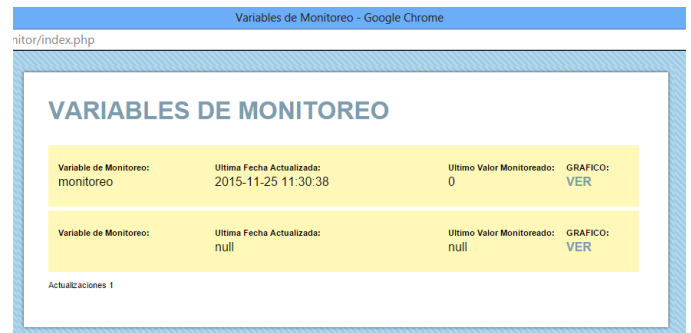 Variables de Monitoreo - Google Chrome
nitor/index.php
VARIABLES DE MONITOREO
Variable de Monitoreo: Ultima Fecha Actualizada: Ultimo Valor Monitoreado: GRAFICO:
monitoreo 2015-11-25 11:30:38 0 VER
Variable de Monitoreo: Ultima Fecha Actualizada: Ultimo Valor Monitoreado: GRAFICO:
null null VER
Actualizaciones 1